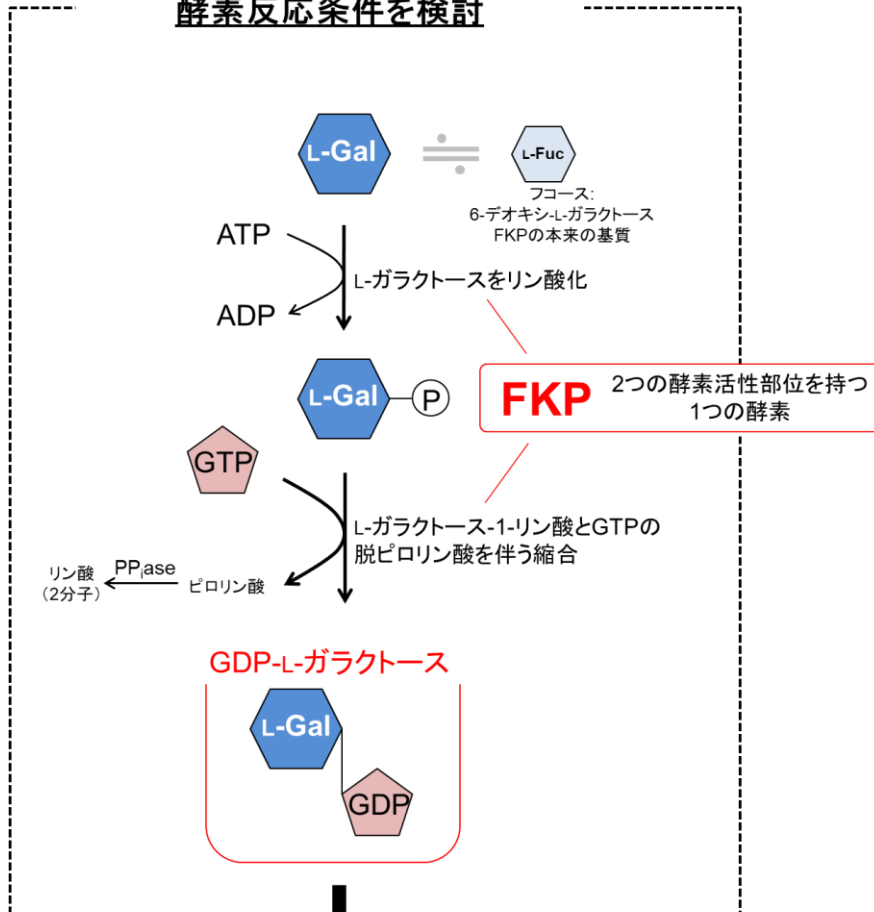 酵素反応条件を検討
L-Gal
L-Fuc
フコース:
6-デオキシ-L-ガラクトース
FKPの本来の基質
ATP
L-ガラクトースをリン酸化
ADP
L-Gal
P
FKP
2つの酵素活性部位を持つ
1つの酵素
GTP
L-ガラクトース-1-リン酸とGTPの
脱ピロリン酸を伴う縮合
リン酸
(2分子)
PPiase
ピロリン酸
GDP-L-ガラクトース
L-Gal
GDP